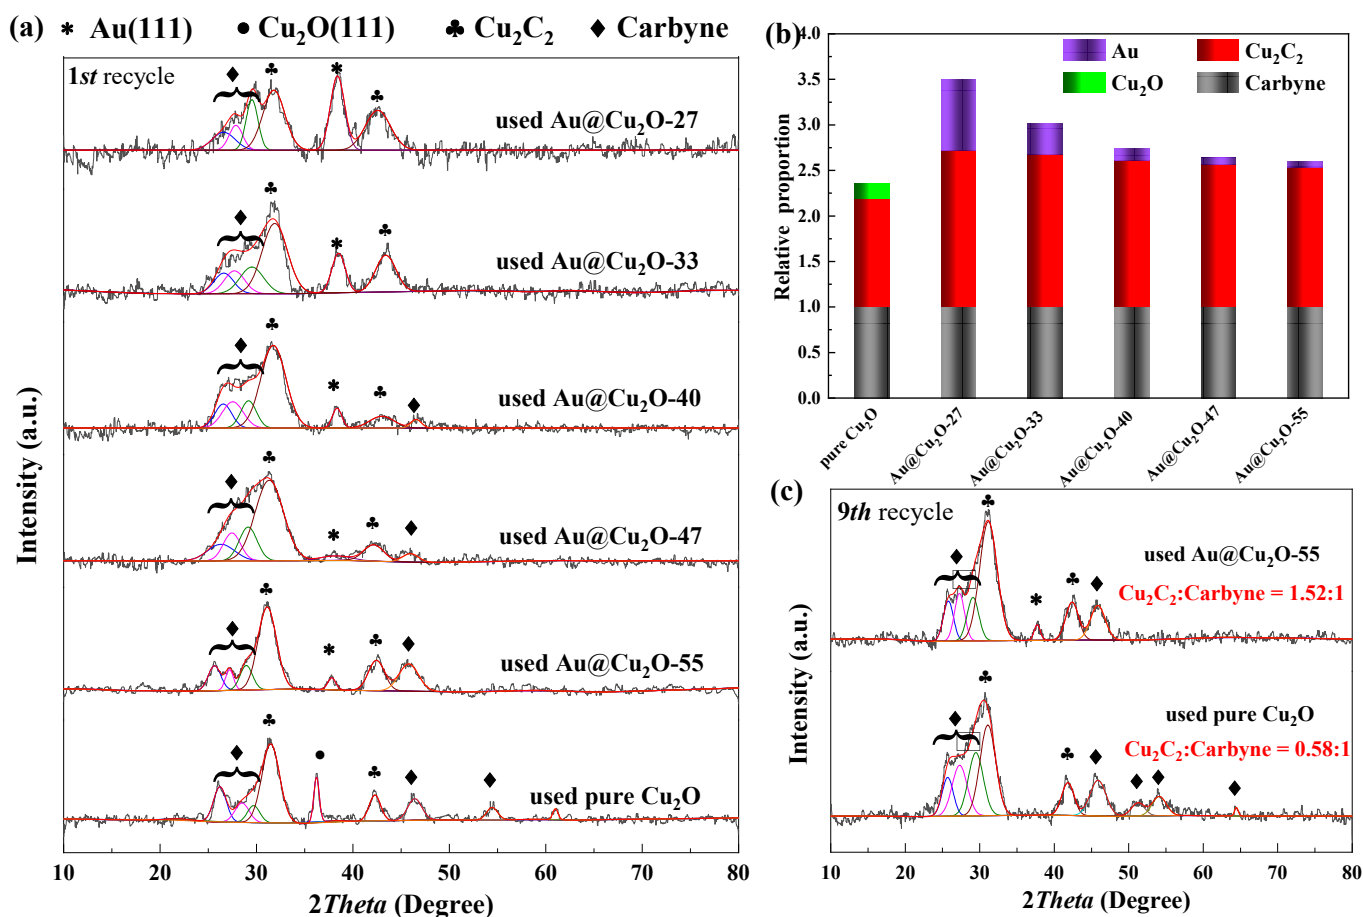 (a) * Au(111) ● Cu₂O(111) ♣ Cu₂C₂ ♦ Carbyne
1st recycle
used Au@Cu₂O-27
used Au@Cu₂O-33
used Au@Cu₂O-40
used Au@Cu₂O-47
used Au@Cu₂O-55
used pure Cu₂O
Intensity (a.u.)
10 20 30 40 50 60 70 80
2Theta (Degree)
(b)
Au
Cu₂C₂
Cu₂O
Carbyne
4.0
3.5
3.0
2.5
2.0
1.5
1.0
0.5
0.0
Relative proportion
pure Cu₂O
Au@Cu₂O-27
Au@Cu₂O-33
Au@Cu₂O-40
Au@Cu₂O-47
Au@Cu₂O-55
(c)
9th recycle
used Au@Cu₂O-55
Cu₂C₂:Carbyne = 1.52:1
used pure Cu₂O
Cu₂C₂:Carbyne = 0.58:1
Intensity (a.u.)
10 20 30 40 50 60 70 80
2Theta (Degree)